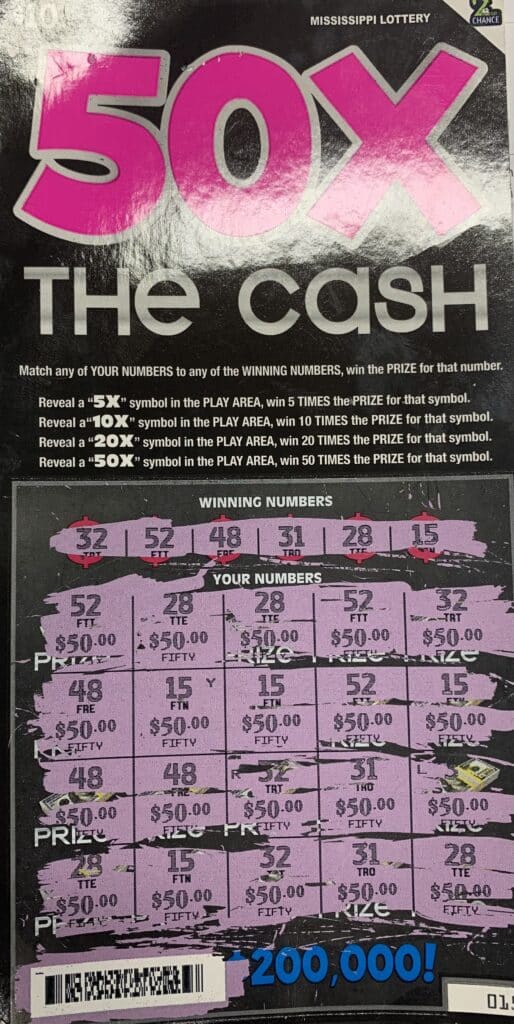 MISSISSIPPI LOTTERY
CHANCE
50X
THE CASH
Match any of YOUR NUMBERS to any of the WINNING NUMBERS, win the PRIZE for that number.
Reveal a "5X" symbol in the PLAY AREA, win 5 TIMES the PRIZE for that symbol.
Reveal a "10X" symbol in the PLAY AREA, win 10 TIMES the PRIZE for that symbol.
Reveal a "20X" symbol in the PLAY AREA, win 20 TIMES the PRIZE for that symbol.
Reveal a "50X" symbol in the PLAY AREA, win 50 TIMES the PRIZE for that symbol.
WINNING NUMBERS
32 52 48 31 28 15
YOUR NUMBERS
52 28 28 52 32
FTT TTE TTE FTT TRT
$50.00 $50.00 $50.00 $50.00 $50.00
FIFTY
48 15 15 52 15
FRE FTN FTN FTT FTN
$50.00 $50.00 $50.00 $50.00 $50.00
FIFTY FIFTY FIFTY FIFTY FIFTY
48 48 32 31
FRE TRT TRO
$50.00 $50.00 $50.00 $50.00 $50.00
FIFTY FIFTY FIFTY FIFTY FIFTY
28 15 32 31 28
TTE FTN TRO TTE
$50.00 $50.00 $50.00 $50.00 $50.00
FIFTY FIFTY FIFTY FIFTY FIFTY
$200,000!